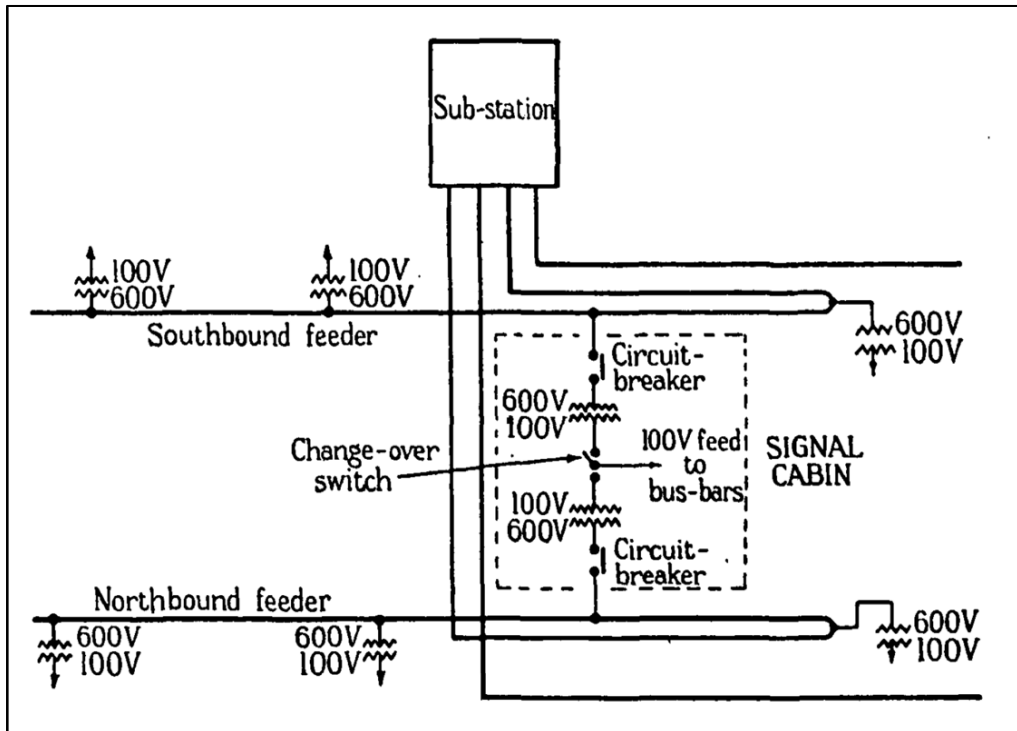 Sub-station
100V
600V
100V
600V
Southbound feeder
600V
100V
Circuit-
breaker
600V
100V
Change-over
switch
100V feed
to
bus-bars
SIGNAL
CABIN
100V
600V
Circuit-
breaker
Northbound feeder
600V
100V
600V
100V
600V
100V